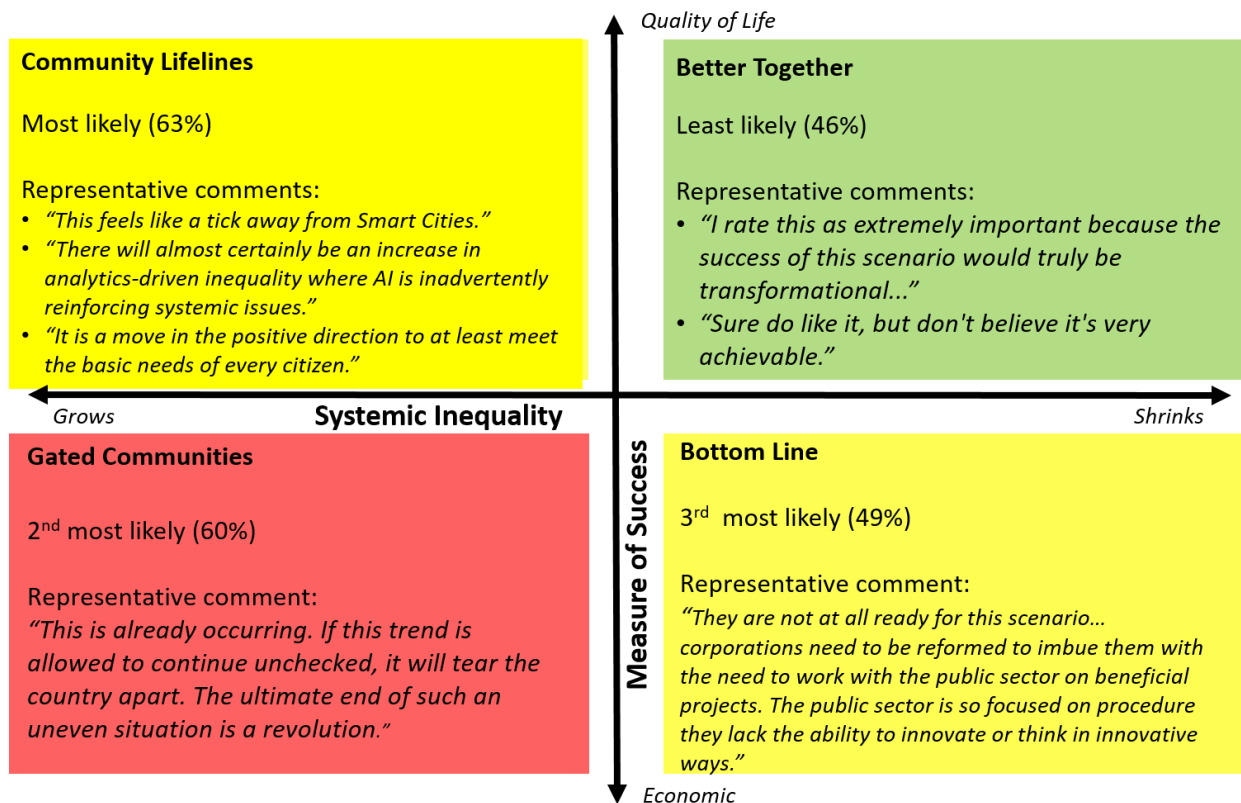 Quality of Life
Community Lifelines
Most likely (63%)
Representative comments:
• “This feels like a tick away from Smart Cities.”
• “There will almost certainly be an increase in
analytics-driven inequality where AI is inadvertently
reinforcing systemic issues.”
• “It is a move in the positive direction to at least meet
the basic needs of every citizen.”
Better Together
Least likely (46%)
Representative comments:
• “I rate this as extremely important because the
success of this scenario would truly be
transformational...”
• “Sure do like it, but don't believe it's very
achievable.”
Grows
Systemic Inequality
Shrinks
Gated Communities
2nd most likely (60%)
Representative comment:
“This is already occurring. If this trend is
allowed to continue unchecked, it will tear the
country apart. The ultimate end of such an
uneven situation is a revolution.”
Measure of Success
Bottom Line
3rd most likely (49%)
Representative comment:
“They are not at all ready for this scenario…
corporations need to be reformed to imbue them with
the need to work with the public sector on beneficial
projects. The public sector is so focused on procedure
they lack the ability to innovate or think in innovative
ways.”
Economic